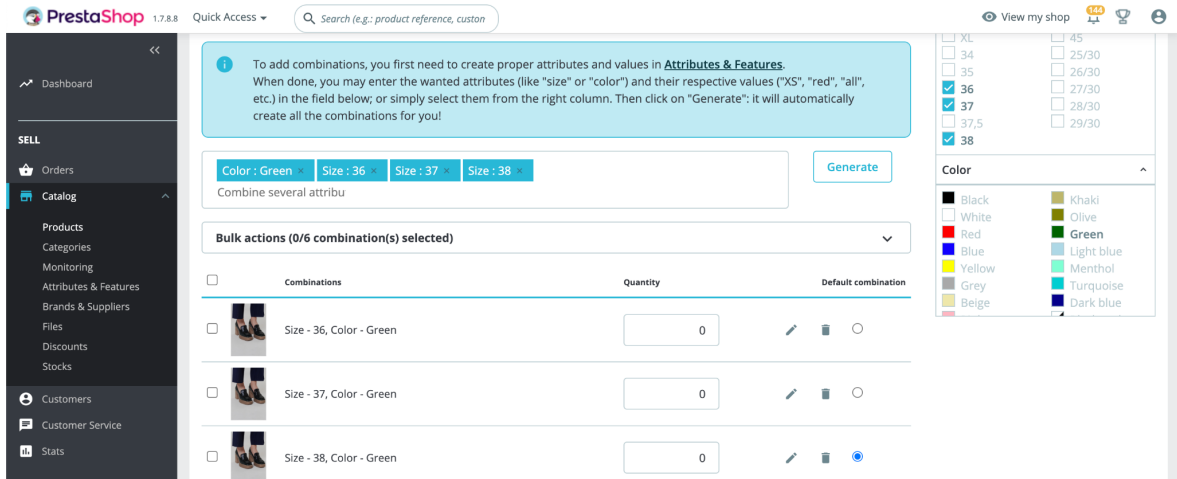 PrestaShop 1.7.8.8 Quick Access Search (e.g.: product reference, custon View my shop 144
Dashboard
SELL
Orders
Catalog
Products
Categories
Monitoring
Attributes & Features
Brands & Suppliers
Files
Discounts
Stocks
Customers
Customer Service
Stats
To add combinations, you first need to create proper attributes and values in Attributes & Features.
When done, you may enter the wanted attributes (like "size" or "color") and their respective values ("XS", "red", "all",
etc.) in the field below; or simply select them from the right column. Then click on "Generate": it will automatically
create all the combinations for you!
Color : Green × Size : 36 × Size : 37 × Size : 38 ×
Combine several attribu
Generate
Bulk actions (0/6 combination(s) selected)
Combinations Quantity Default combination
Size - 36, Color - Green 0
Size - 37, Color - Green 0
Size - 38, Color - Green 0
XL 45
34 25/30
35 26/30
36 27/30
37 28/30
37,5 29/30
38
Color
Black Khaki
White Olive
Red Green
Blue Light blue
Yellow Menthol
Grey Turquoise
Beige Dark blue